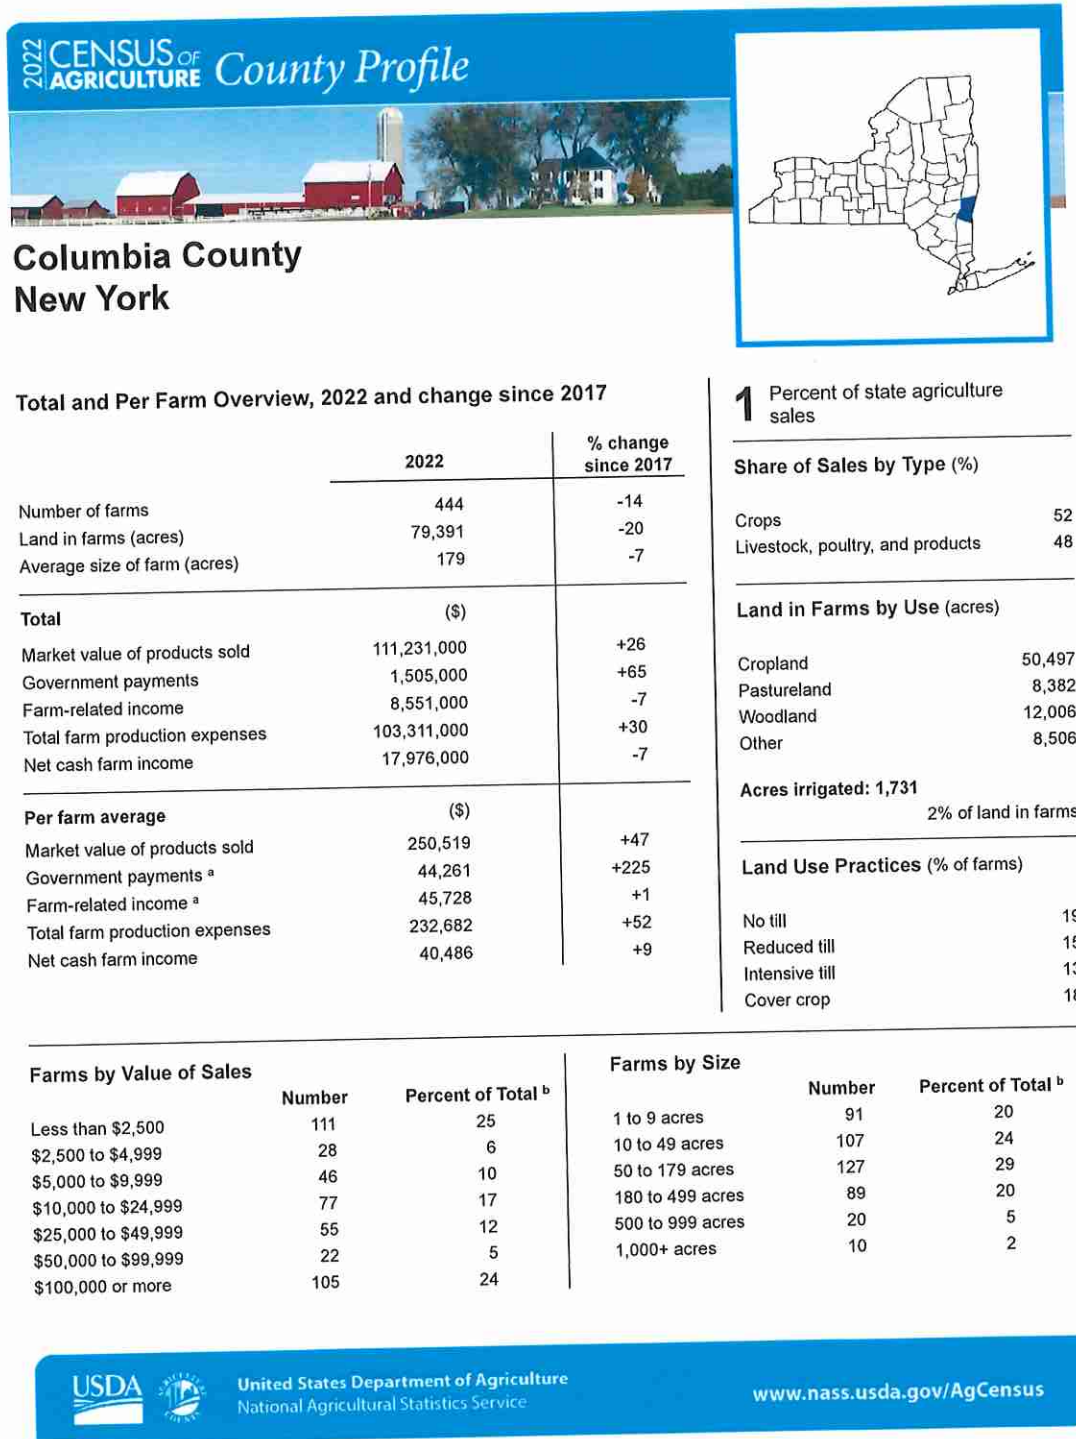 2022 CENSUS OF AGRICULTURE County Profile
Columbia County
New York
Total and Per Farm Overview, 2022 and change since 2017
2022 % change since 2017
Number of farms 444 -14
Land in farms (acres) 79,391 -20
Average size of farm (acres) 179 -7
Total ($)
Market value of products sold 111,231,000 +26
Government payments 1,505,000 +65
Farm-related income 8,551,000 -7
Total farm production expenses 103,311,000 +30
Net cash farm income 17,976,000 -7
Per farm average ($)
Market value of products sold 250,519 +47
Government payments a 44,261 +225
Farm-related income a 45,728 +1
Total farm production expenses 232,682 +52
Net cash farm income 40,486 +9
1 Percent of state agriculture sales
Share of Sales by Type (%)
Crops 52
Livestock, poultry, and products 48
Land in Farms by Use (acres)
Cropland 50,497
Pastureland 8,382
Woodland 12,006
Other 8,506
Acres irrigated: 1,731
2% of land in farms
Land Use Practices (% of farms)
No till 19
Reduced till
Intensive till
Cover crop
Farms by Value of Sales
Number Percent of Total b
Less than $2,500 111 25
$2,500 to $4,999 28 6
$5,000 to $9,999 46 10
$10,000 to $24,999 77 17
$25,000 to $49,999 55 12
$50,000 to $99,999 22 5
$100,000 or more 105 24
Farms by Size
Number Percent of Total b
1 to 9 acres 91 20
10 to 49 acres 107 24
50 to 179 acres 127 29
180 to 499 acres 89 20
500 to 999 acres 20 5
1,000+ acres 10 2
USDA
United States Department of Agriculture
National Agricultural Statistics Service
www.nass.usda.gov/AgCensus